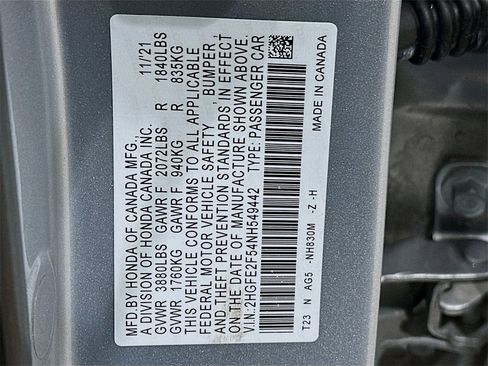 MFD.BY HONDA OF CANADA MFG., 11/21
A DIVISION OF HONDA CANADA INC.
GVWR 3880LBS GAWR F 2072LBS R 1840LBS
GVWR 1760KG GAWR F 940KG R 835KG
THIS VEHICLE CONFORMS TO ALL APPLICABLE
FEDERAL MOTOR VEHICLE SAFETY, BUMPER,
AND THEFT PREVENTION STANDARDS IN EFFECT
ON THE DATE OF MANUFACTURE SHOWN ABOVE.
V.I.N.:2HGFE2F54NH549442 TYPE: PASSENGER CAR
MADE IN CANADA
T23 N AG5 -NH830M -Z -H